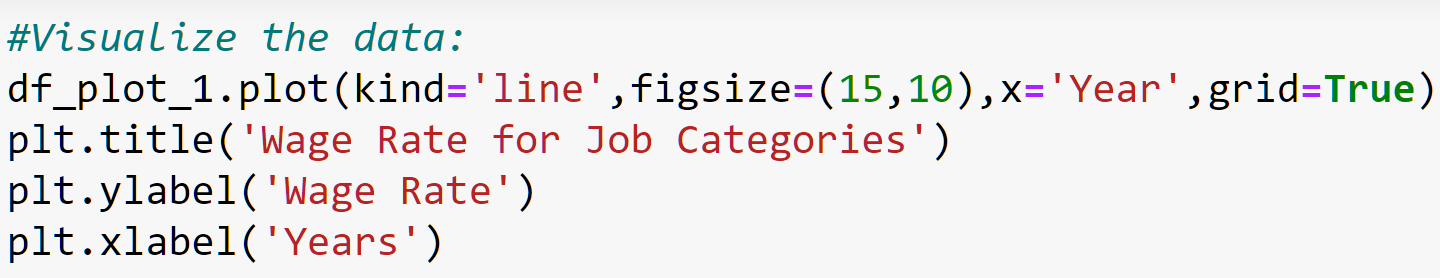 #Visualize the data:
df_plot_1.plot(kind='line',figsize=(15,10),x='Year',grid=True)
plt.title('Wage Rate for Job Categories')
plt.ylabel('Wage Rate')
plt.xlabel('Years')